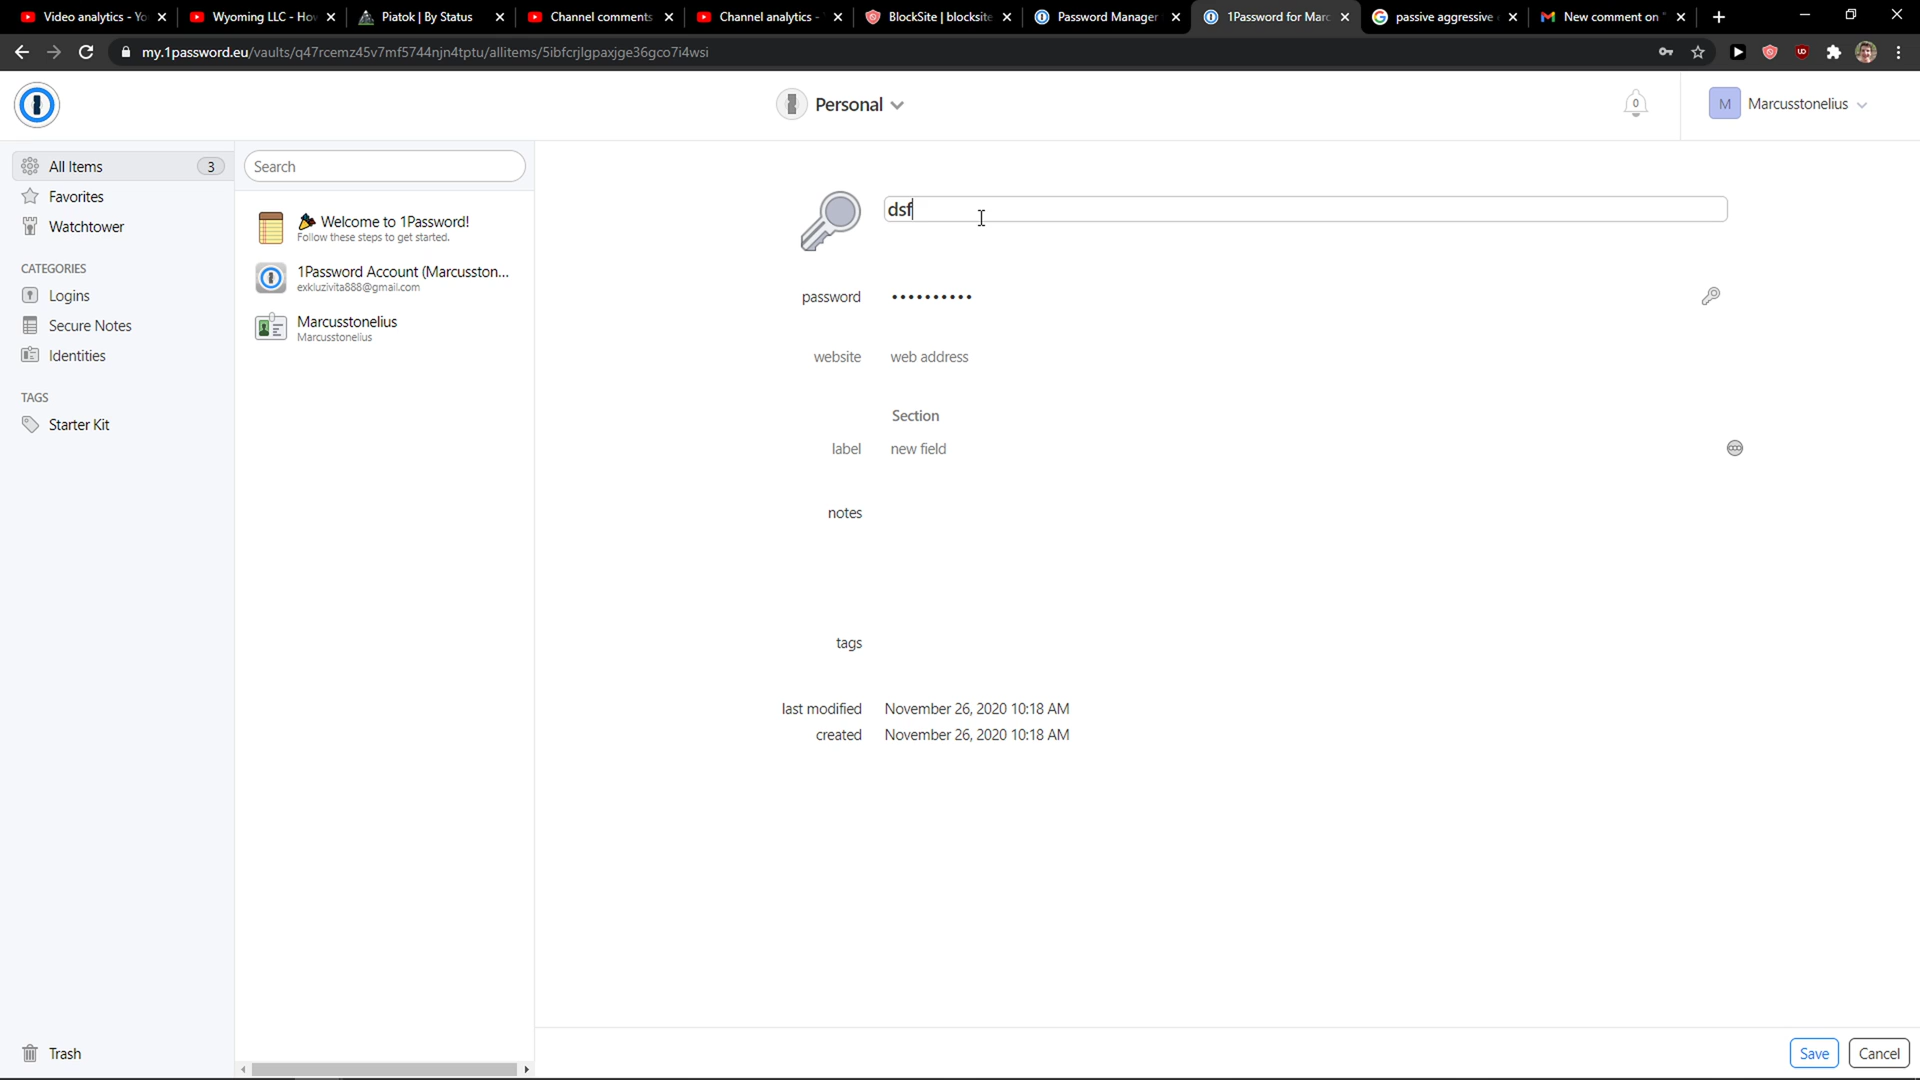 Video analytics - Yo
Wyoming LLC - Ho
Piatok | By Status
Channel comments
Channel analytics -
BlockSite | blocksite
Password Manager
1Password for Marc
passive aggressive
New comment on "
my.1password.eu/vaults/q47rcemz45v7mf5744njn4tptu/allitems/5ibfcrjlgpaxjge36gco7i4wsi
Personal
0
M Marcusstonelius
All Items 3
Favorites
Watchtower
CATEGORIES
Logins
Secure Notes
Identities
TAGS
Starter Kit
Trash
Search
Welcome to 1Password!
Follow these steps to get started.
1Password Account (Marcusston...
exkluzivita888@gmail.com
Marcusstonelius
Marcusstonelius
dsf
password ••••••••••
website web address
Section
label new field
notes
tags
last modified November 26, 2020 10:18 AM
created November 26, 2020 10:18 AM
Save Cancel